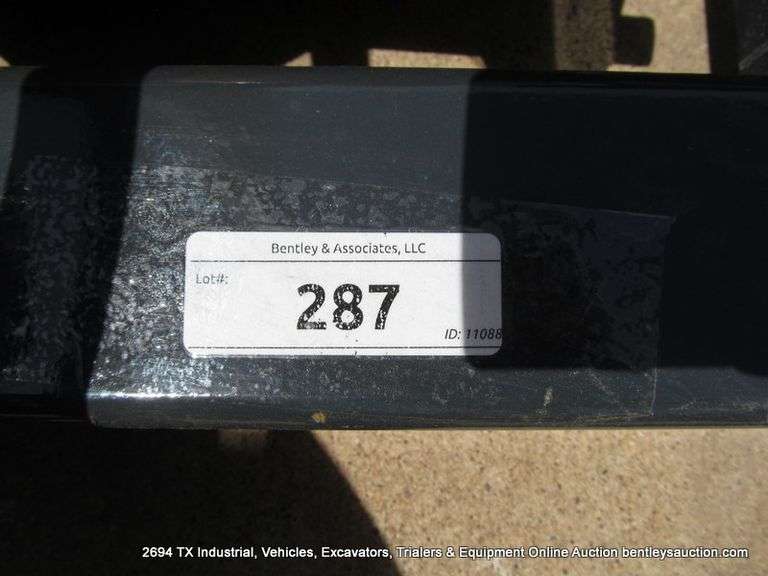 Bentley & Associates, LLC
Lot#:
287
ID: 11088
2694 TX Industrial, Vehicles, Excavators, Trialers & Equipment Online Auction bentleysauction.com